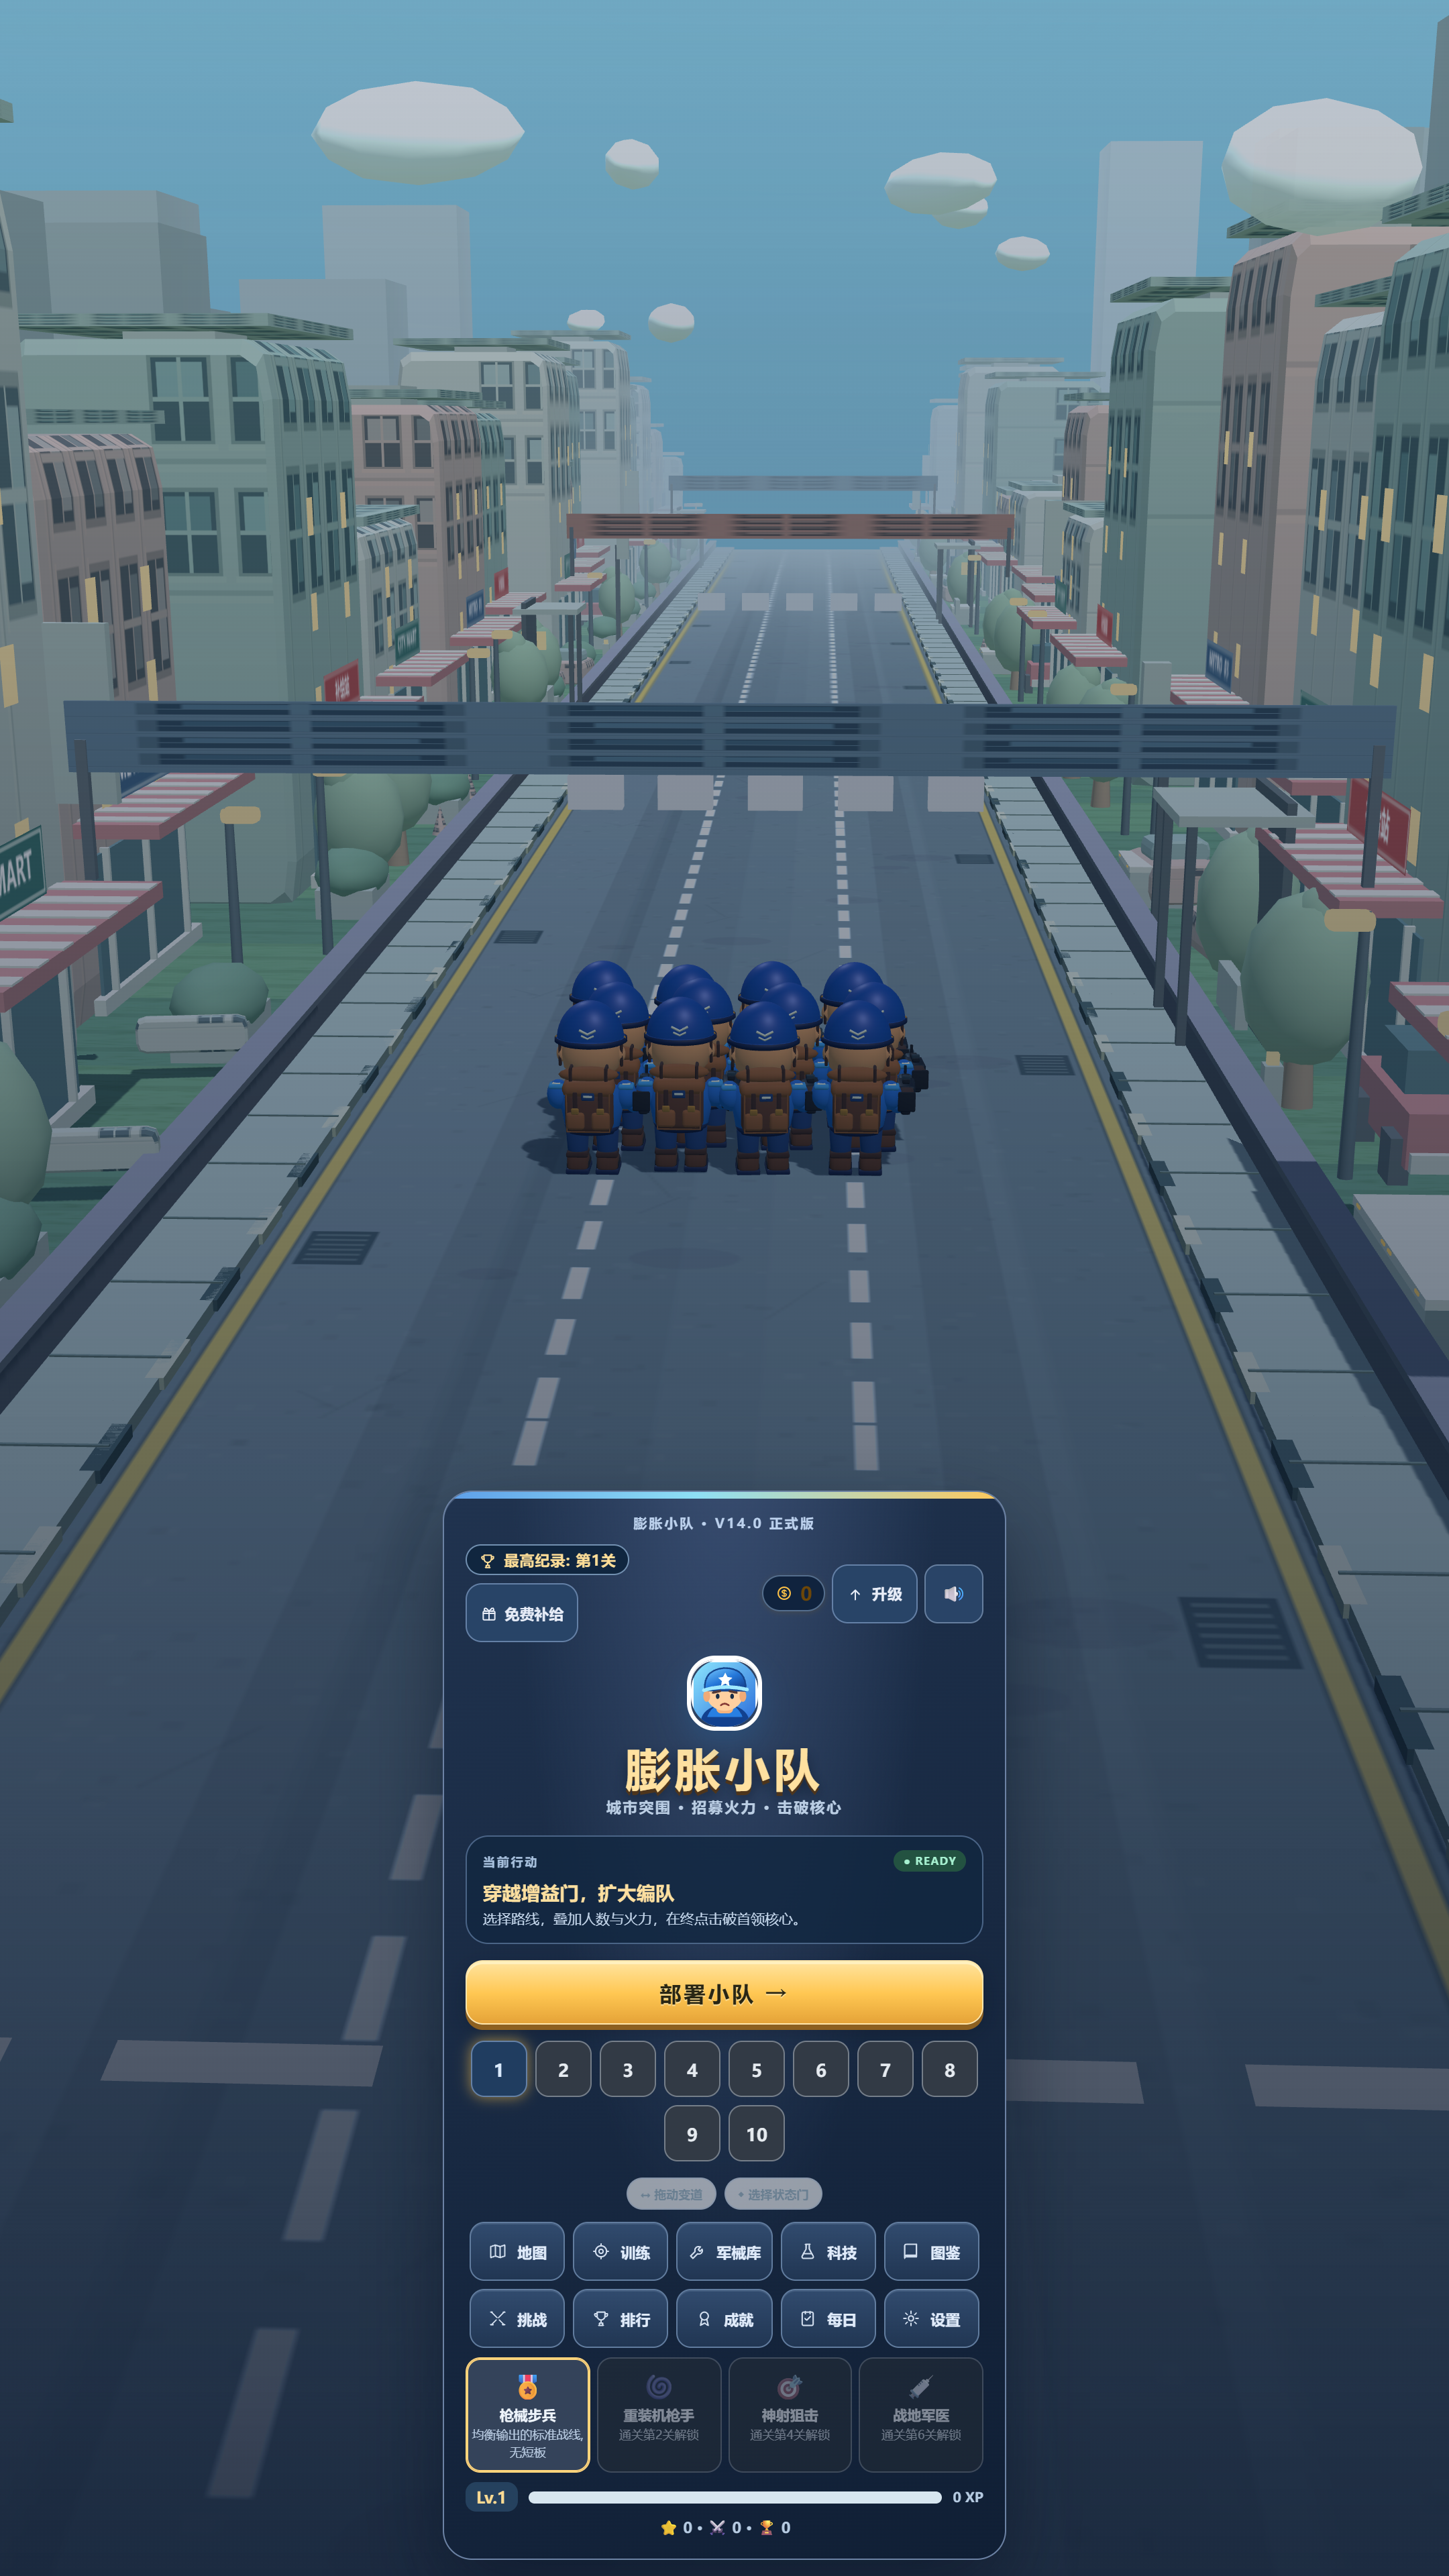 MART
膨胀小队 • V14.0 正式版
最高纪录: 第1关
免费补给
0
升级
膨胀小队
城市突围 • 招募火力 • 击破核心
当前行动
● READY
穿越增益门，扩大编队
选择路线，叠加人数与火力，在终点击破首领核心。
部署小队 →
1 2 3 4 5 6 7 8
9 10
↔ 拖动变道
✦ 选择状态门
地图 训练 军械库 科技 图鉴
挑战 排行 成就 每日 设置
枪械步兵 重装机枪手 神射狙击 战地军医
均衡输出的标准战线, 通关第2关解锁 通关第4关解锁 通关第6关解锁
无短板
Lv.1 0 XP
⭐ 0 • ⚔ 0 • 🏆 0